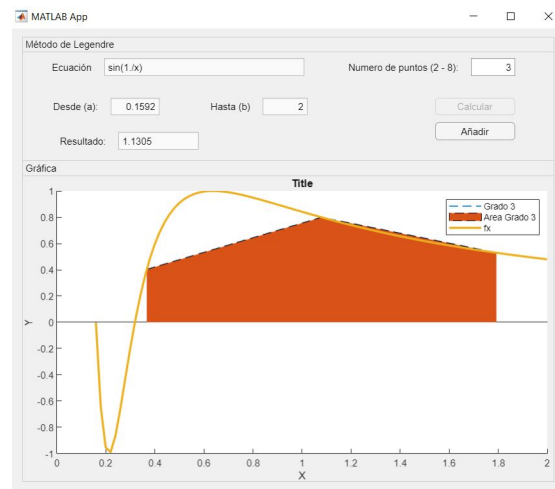 MATLAB App
Método de Legendre
Ecuación sin(1./x) Numero de puntos (2 - 8): 3
Desde (a): 0.1592 Hasta (b) 2 Calcular
Resultado: 1.1305 Añadir
Gráfica
Title
1
0.8
0.6
0.4
0.2
0
-0.2
-0.4
-0.6
-0.8
-1
Y
Grado 3
Area Grado 3
fx
0 0.2 0.4 0.6 0.8 1 1.2 1.4 1.6 1.8 2
X